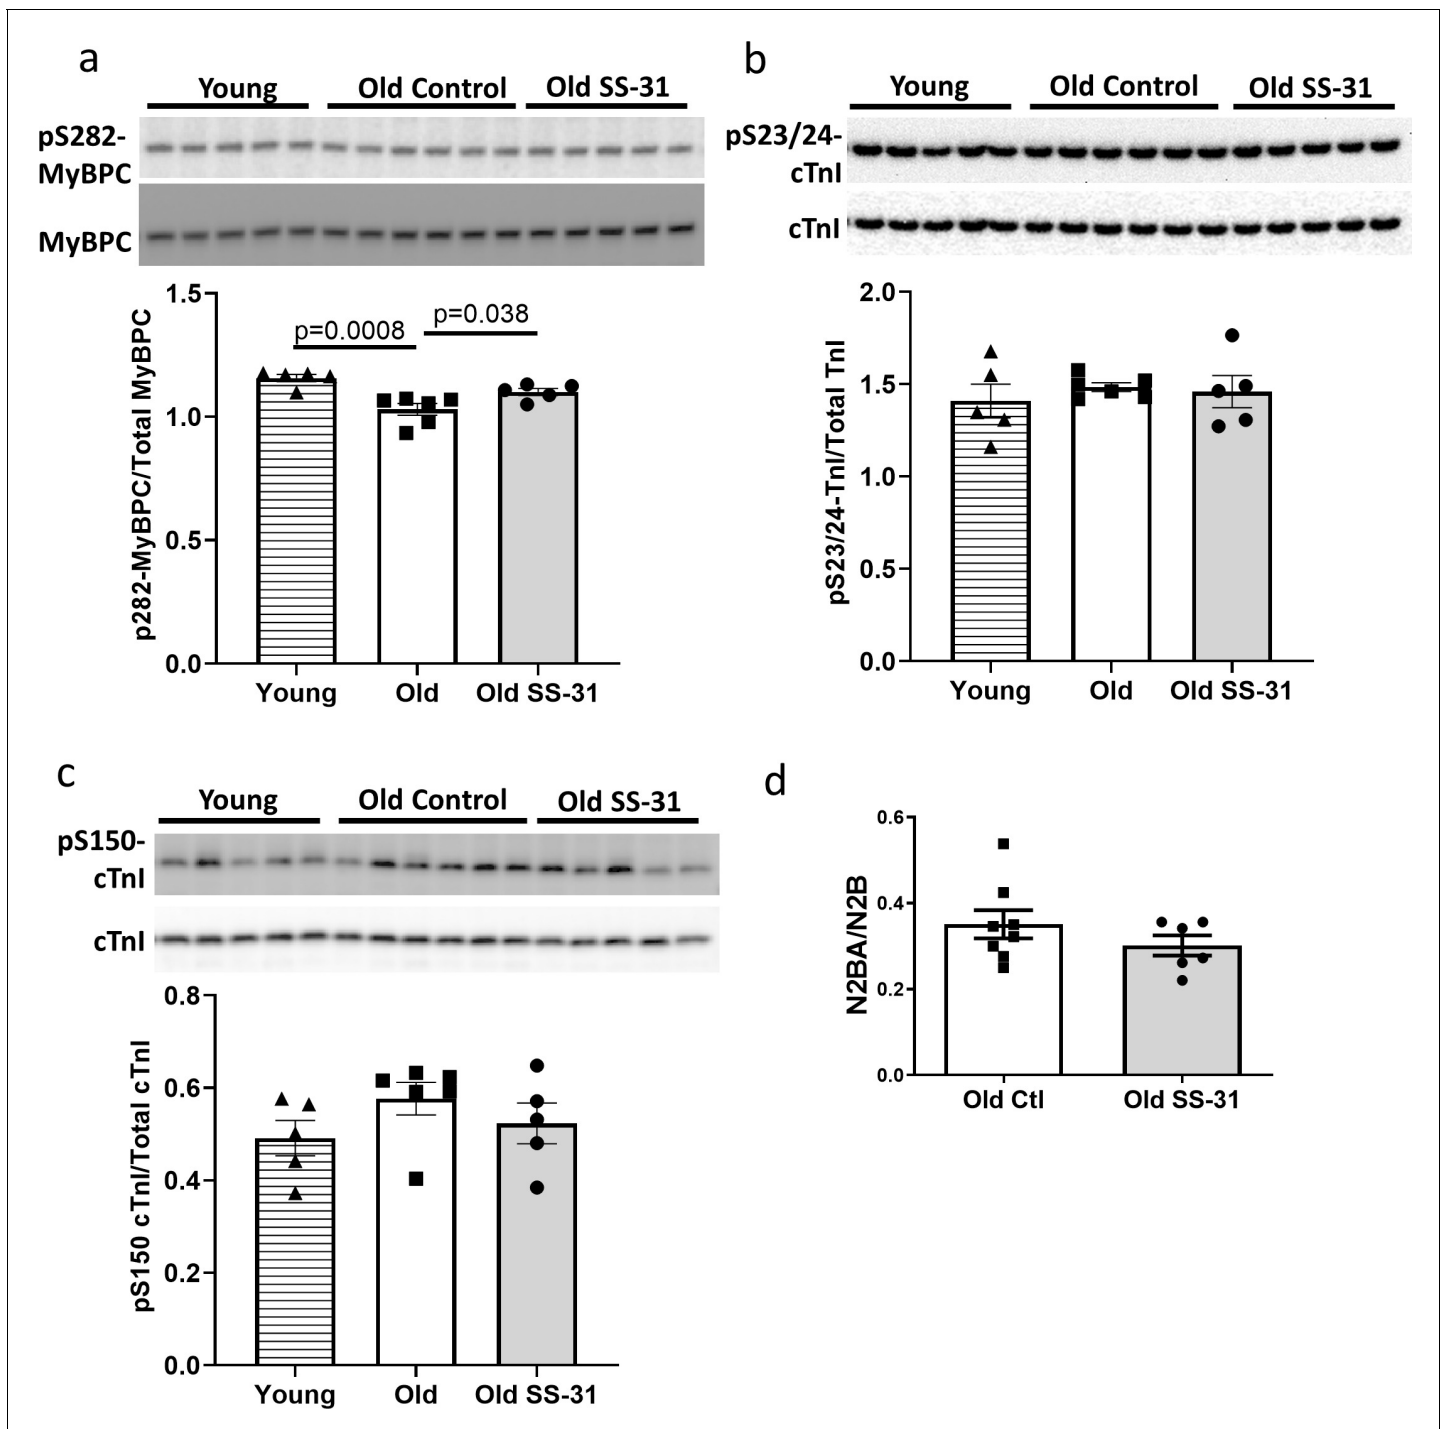 a
Young Old Control Old SS-31
pS282-
MyBPC
MyBPC
p282-MyBPC/Total MyBPC
1.5
1.0
0.5
0.0
p=0.0008
p=0.038
Young Old Old SS-31
b
Young Old Control Old SS-31
pS23/24-
cTnI
cTnI
pS23/24-TnI/Total TnI
2.0
1.5
1.0
0.5
0.0
Young Old Old SS-31
c
Young Old Control Old SS-31
pS150-
cTnI
cTnI
pS150 cTnI/Total cTnI
0.8
0.6
0.4
0.2
0.0
Young Old Old SS-31
d
N2BA/N2B
0.6
0.4
0.2
0.0
Old Ctl Old SS-31